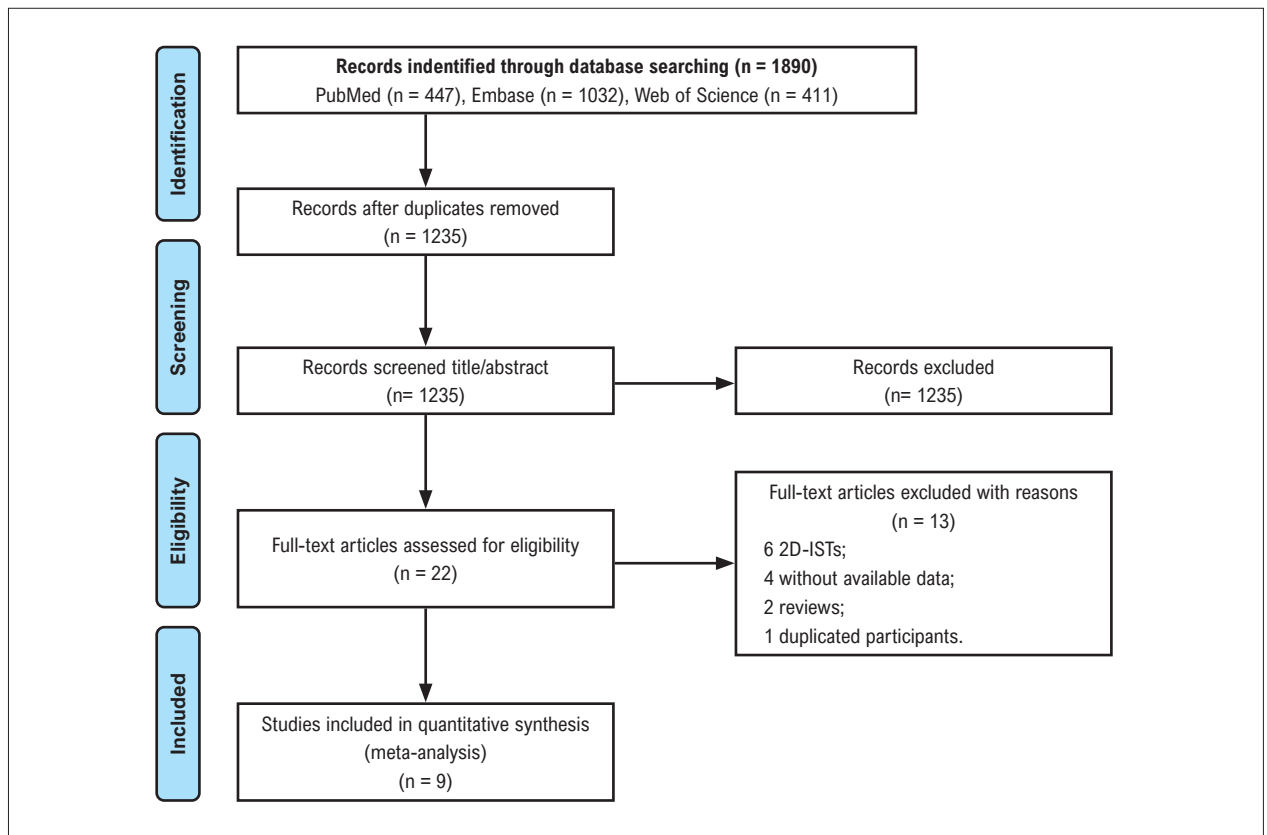 Identification
Records indentified through database searching (n = 1890)
PubMed (n = 447), Embase (n = 1032), Web of Science (n = 411)
Records after duplicates removed
(n = 1235)
Screening
Records screened title/abstract
(n= 1235)
Records excluded
(n= 1235)
Eligibility
Full-text articles assessed for eligibility
(n = 22)
Full-text articles excluded with reasons
(n = 13)
6 2D-ISTs;
4 without available data;
2 reviews;
1 duplicated participants.
Included
Studies included in quantitative synthesis
(meta-analysis)
(n = 9)